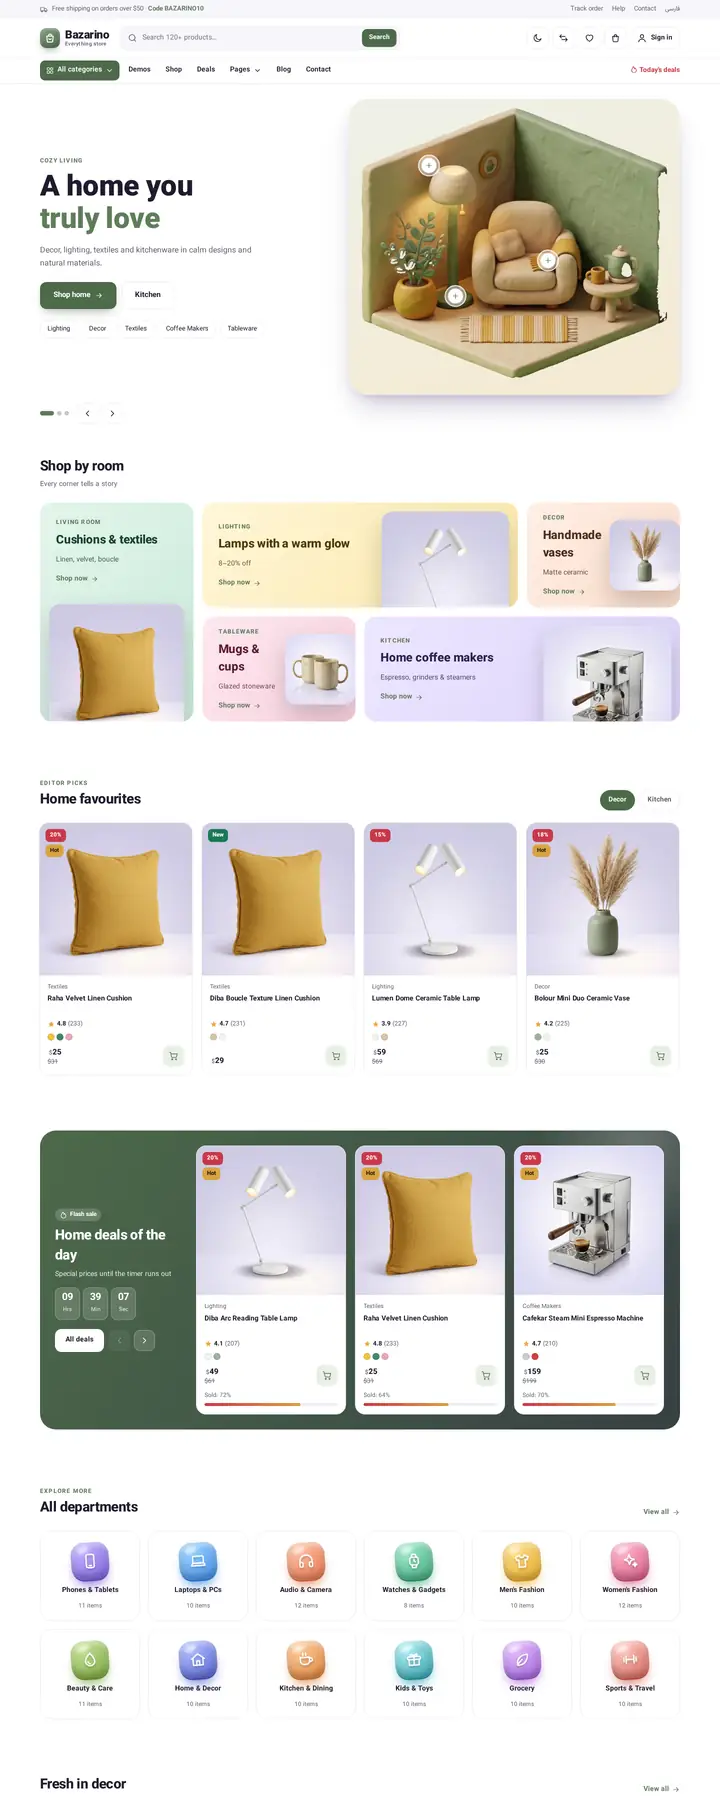 Free shipping on orders over $50 Code BAZARINO10
Track order Help Contact فارسی
Bazarino
Everything store
Search 120+ products...
Search
Sign in
All categories
Demos
Shop
Deals
Pages
Blog
Contact
Today's deals
COZY LIVING
A home you
truly love
Decor, lighting, textiles and kitchenware in calm designs and
natural materials.
Shop home
Kitchen
Lighting
Decor
Textiles
Coffee Makers
Tableware
Shop by room
Every corner tells a story
LIVING ROOM
Cushions & textiles
Linen, velvet, boucle
Shop now
LIGHTING
Lamps with a warm glow
8–20% off
Shop now
DECOR
Handmade
vases
Matte ceramic
Shop now
TABLEWARE
Mugs &
cups
Glazed stoneware
Shop now
KITCHEN
Home coffee makers
Espresso, grinders & steamers
Shop now
EDITOR PICKS
Home favourites
Decor
Kitchen
20%
Hot
Textiles
Raha Velvet Linen Cushion
4.8 (233)
$25
$31
New
Textiles
Diba Boucle Texture Linen Cushion
4.7 (231)
$29
15%
Lighting
Lumen Dome Ceramic Table Lamp
3.9 (227)
$59
$69
18%
Hot
Decor
Bolour Mini Duo Ceramic Vase
4.2 (225)
$25
$30
Flash sale
Home deals of the
day
Special prices until the timer runs out
09 39 07
Hrs Min Sec
All deals
20%
Hot
Lighting
Diba Arc Reading Table Lamp
4.1 (207)
$49
$61
Sold: 72%
20%
Hot
Textiles
Raha Velvet Linen Cushion
4.8 (233)
$25
$31
Sold: 64%
20%
Hot
Coffee Makers
Cafekar Steam Mini Espresso Machine
4.7 (210)
$159
$199
Sold: 70%
EXPLORE MORE
All departments
View all
Phones & Tablets
11 items
Laptops & PCs
10 items
Audio & Camera
12 items
Watches & Gadgets
8 items
Men's Fashion
10 items
Women's Fashion
12 items
Beauty & Care
11 items
Home & Decor
10 items
Kitchen & Dining
10 items
Kids & Toys
10 items
Grocery
10 items
Sports & Travel
10 items
Fresh in decor
View all